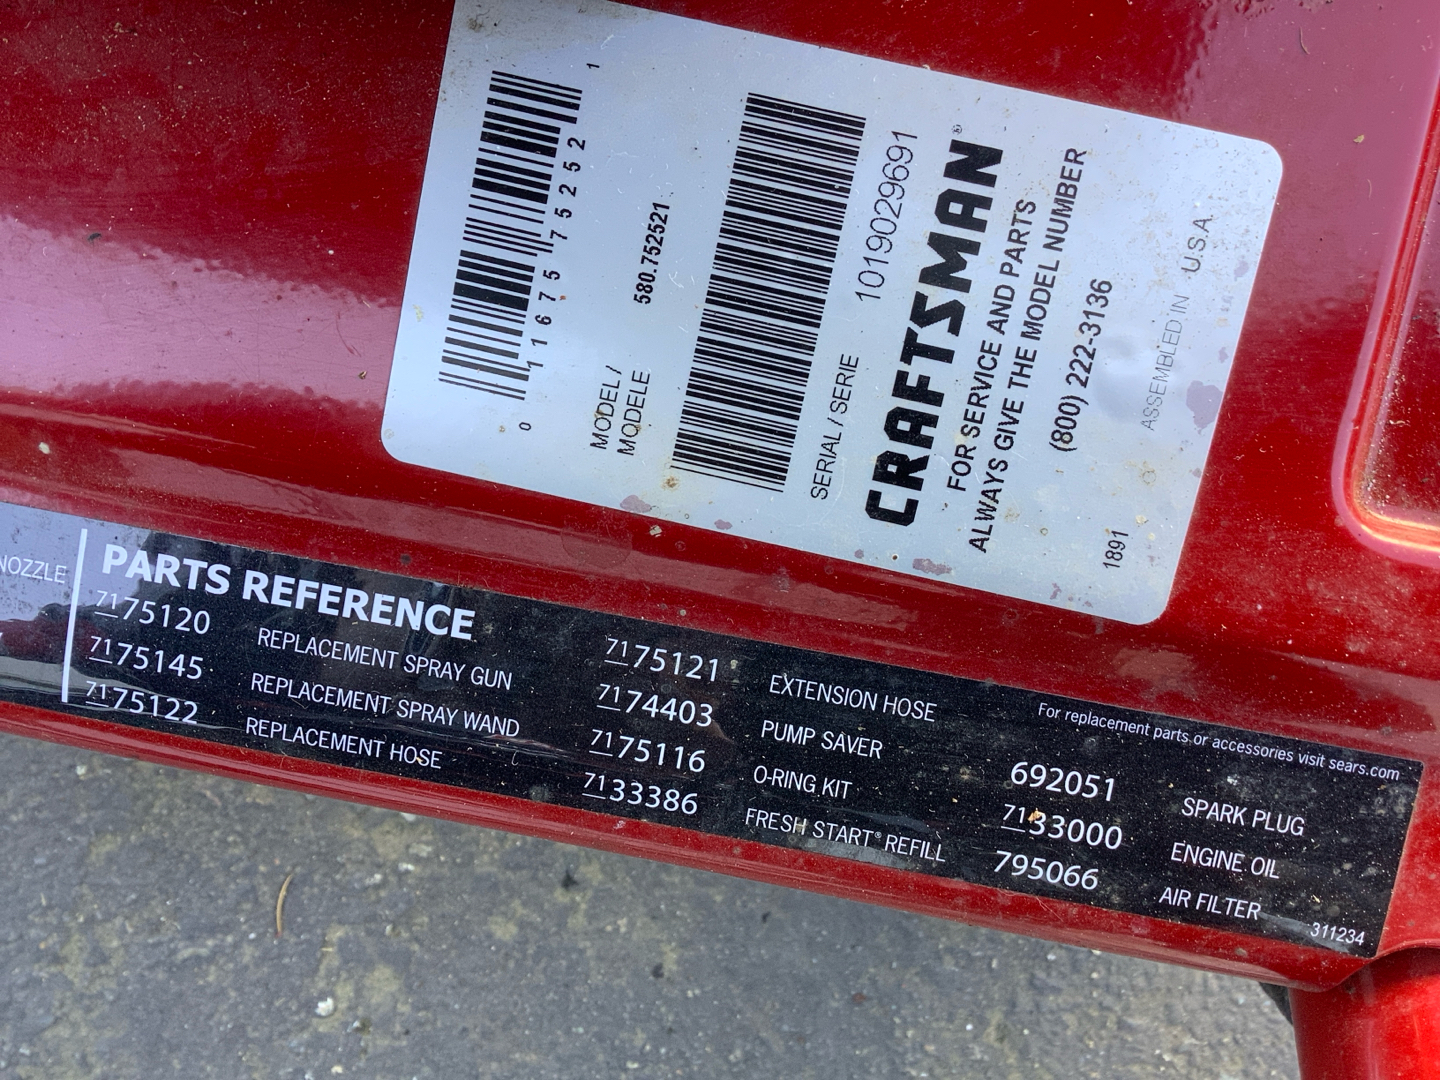 0 11675 75252 1
MODEL /
MODELE
580.752521
SERIAL / SERIE 1019029691
CRAFTSMAN®
FOR SERVICE AND PARTS
ALWAYS GIVE THE MODEL NUMBER
(800) 222-3136
ASSEMBLED IN U.S.A.
1891
NOZZLE
PARTS REFERENCE
7175120 REPLACEMENT SPRAY GUN
7175145 REPLACEMENT SPRAY WAND
7175122 REPLACEMENT HOSE
7175121 EXTENSION HOSE
7174403 PUMP SAVER
7175116 O-RING KIT
7133386 FRESH START® REFILL
For replacement parts or accessories visit sears.com
692051 SPARK PLUG
7133000 ENGINE OIL
795066 AIR FILTER
311234